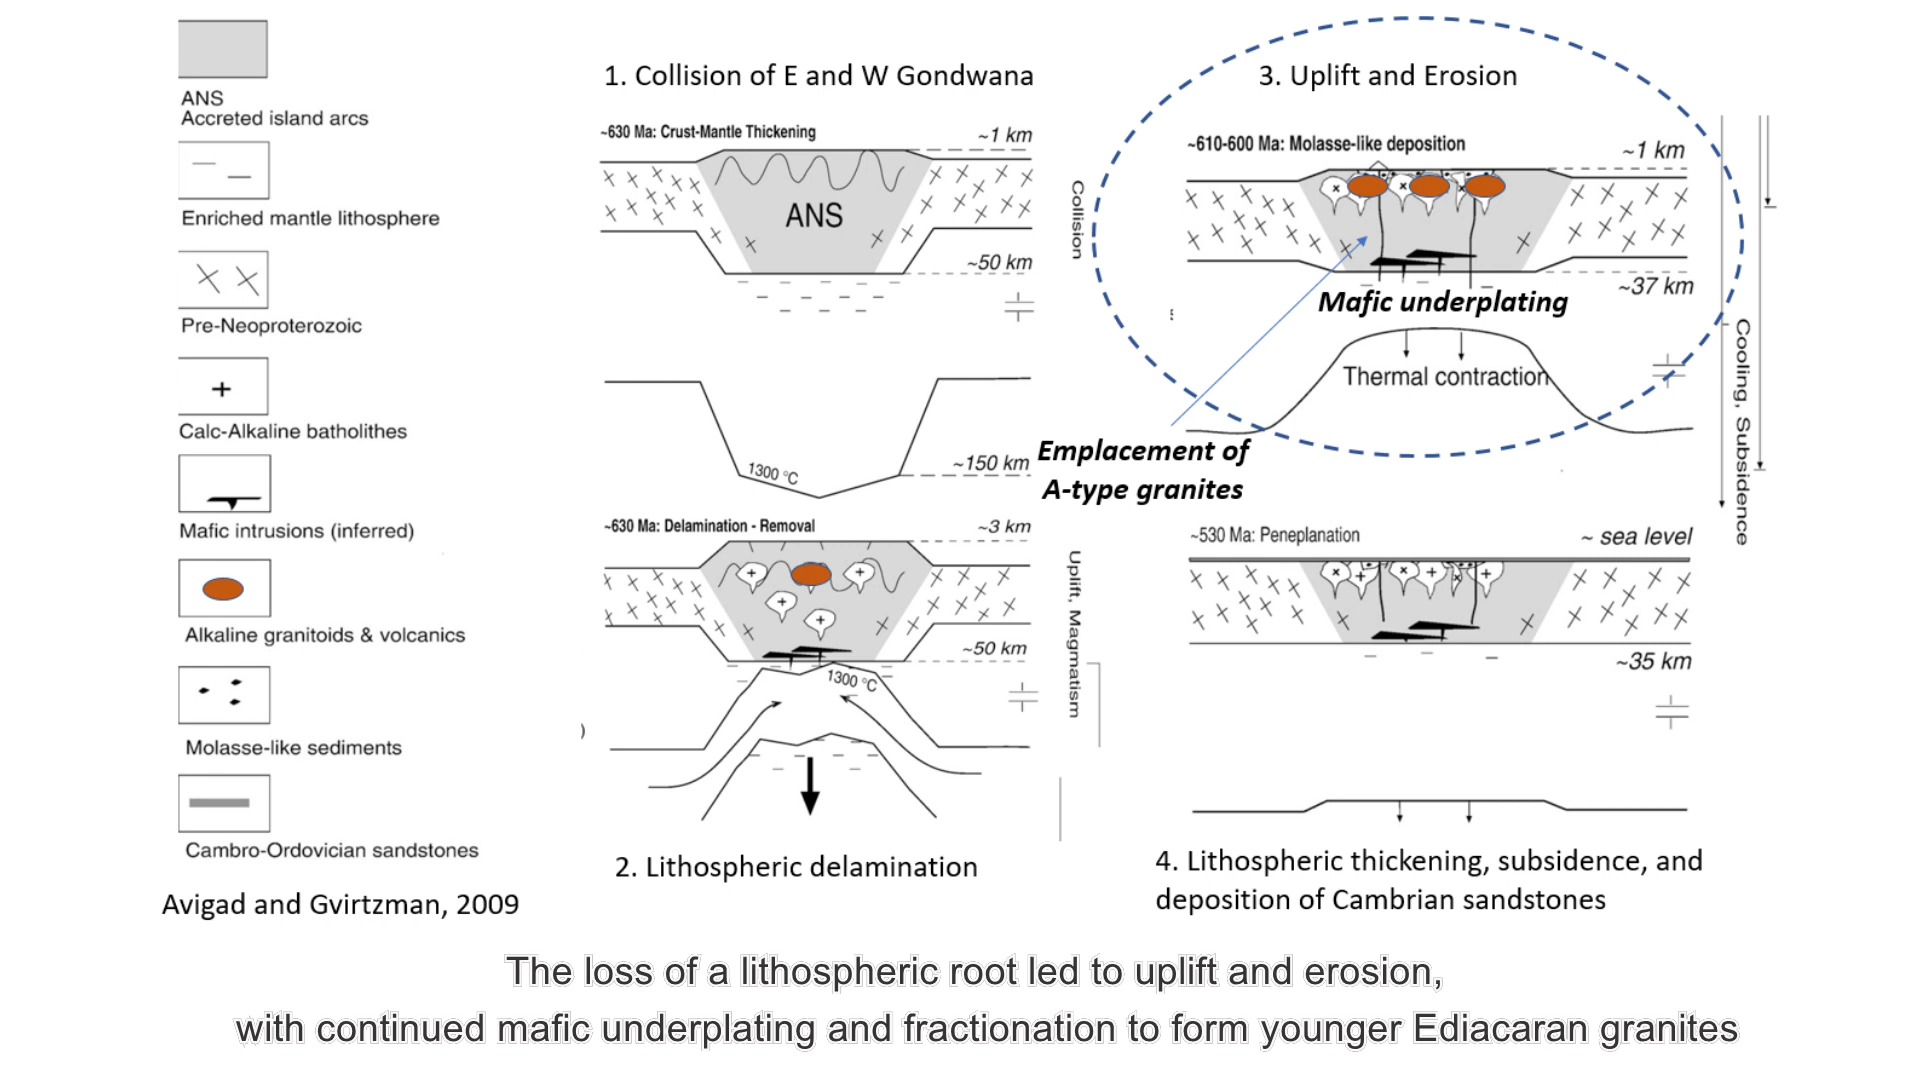 ANS
Accreted island arcs
Enriched mantle lithosphere
Pre-Neoproterozoic
Calc-Alkaline batholithes
Mafic intrusions (inferred)
Alkaline granitoids & volcanics
Molasse-like sediments
Cambro-Ordovician sandstones
Avigad and Gvirtzman, 2009
1. Collision of E and W Gondwana
~630 Ma: Crust-Mantle Thickening
~1 km
ANS
~50 km
1300 °C
~150 km
Collision
~630 Ma: Delamination - Removal
~3 km
~50 km
1300 °C
Uplift, Magmatism
)
2. Lithospheric delamination
3. Uplift and Erosion
~610-600 Ma: Molasse-like deposition
~1 km
~37 km
Mafic underplating
Thermal contraction
Emplacement of
A-type granites
Cooling, Subsidence
~530 Ma: Peneplanation
~ sea level
~35 km
4. Lithospheric thickening, subsidence, and
deposition of Cambrian sandstones
The loss of a lithospheric root led to uplift and erosion,
with continued mafic underplating and fractionation to form younger Ediacaran granites